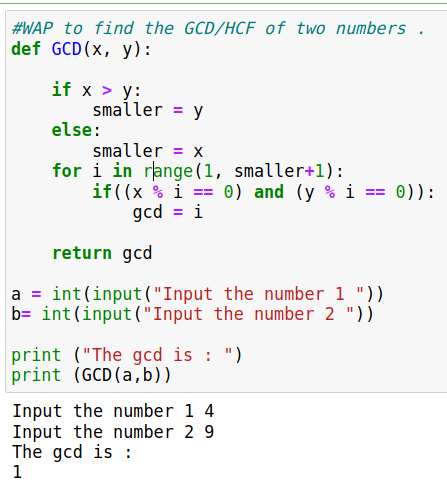 #WAP to find the GCD/HCF of two numbers .
def GCD(x, y):
    if x > y:
        smaller = y
    else:
        smaller = x
    for i in range(1, smaller+1):
        if((x % i == 0) and (y % i == 0)):
            gcd = i
    return gcd
a = int(input("Input the number 1 "))
b= int(input("Input the number 2 "))
print ("The gcd is : ")
print (GCD(a,b))
Input the number 1 4
Input the number 2 9
The gcd is :
1